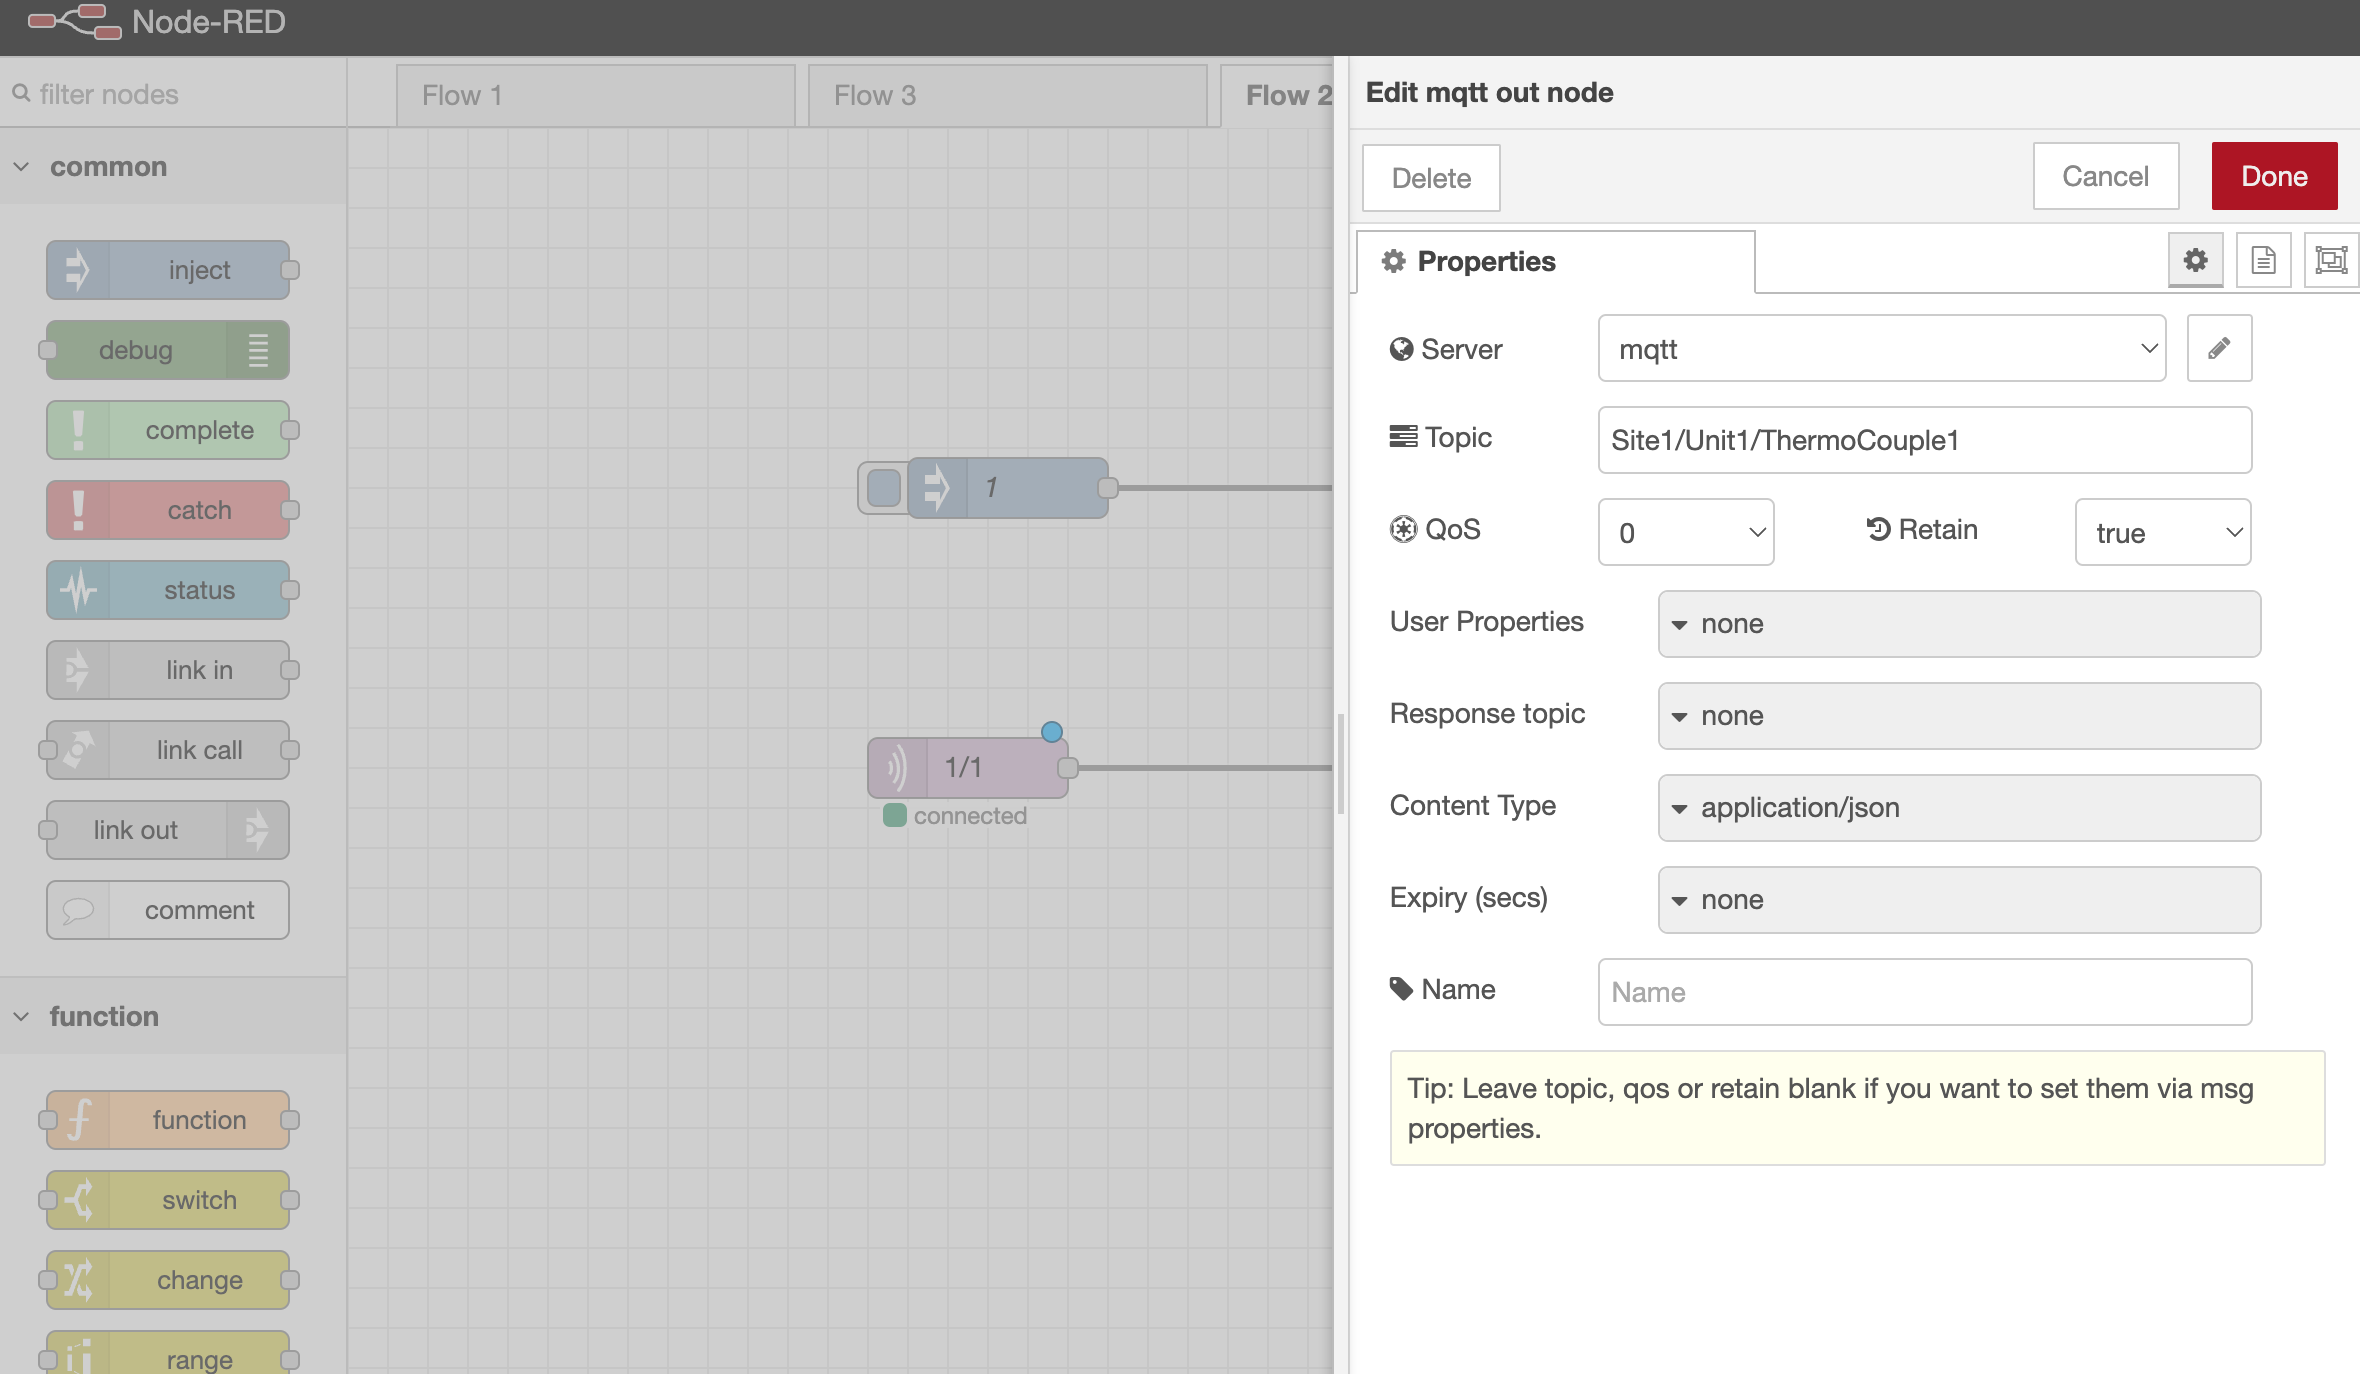 Node-RED
filter nodes
Flow 1
Flow 3
Flow 2
common
inject
debug
complete
catch
status
link in
link call
link out
comment
function
function
switch
change
range
1
1/1
connected
Edit mqtt out node
Delete
Cancel
Done
Properties
Server
mqtt
Topic
Site1/Unit1/ThermoCouple1
QoS
0
Retain
true
User Properties
none
Response topic
none
Content Type
application/json
Expiry (secs)
none
Name
Name
Tip: Leave topic, qos or retain blank if you want to set them via msg
properties.